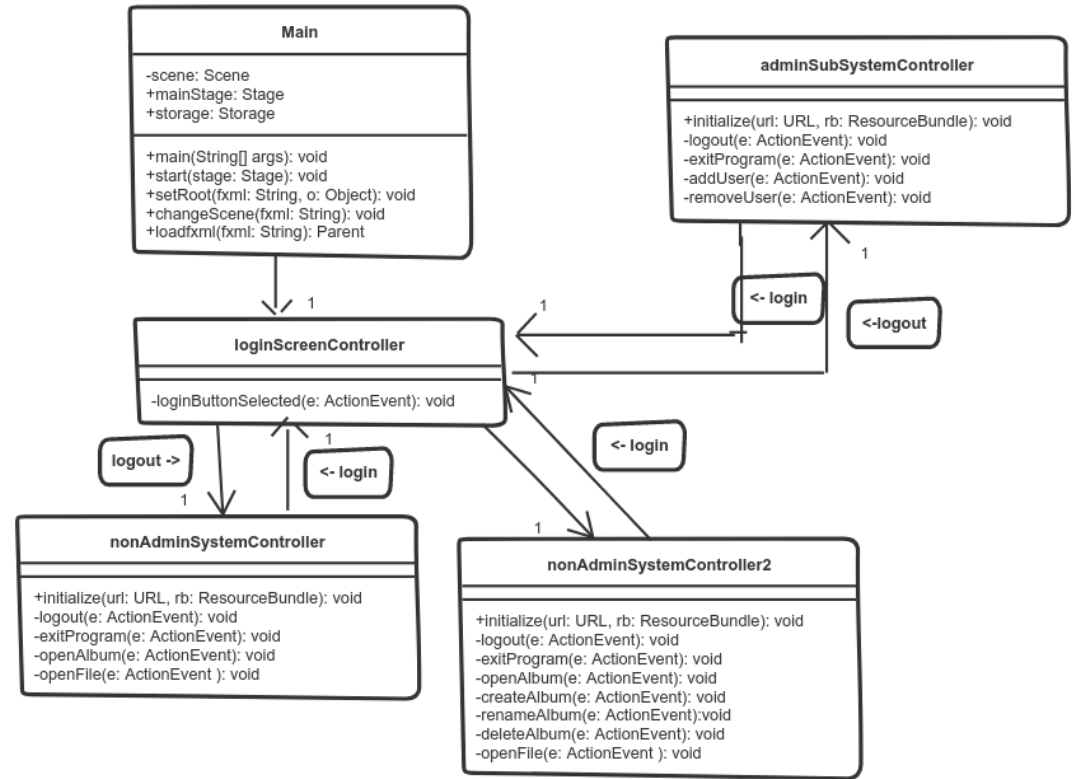 Main
-scene: Scene
+mainStage: Stage
+storage: Storage
+main(String[] args): void
+start(stage: Stage): void
+setRoot(fxml: String, o: Object): void
+changeScene(fxml: String): void
+loadfxml(fxml: String): Parent
adminSubSystemController
+initialize(url: URL, rb: ResourceBundle): void
-logout(e: ActionEvent): void
-exitProgram(e: ActionEvent): void
-addUser(e: ActionEvent): void
-removeUser(e: ActionEvent): void
1
<- login
1
1
<-logout
loginScreenController
-loginButtonSelected(e: ActionEvent): void
1
logout ->
1
<- login
1
<- login
1
nonAdminSystemController
+initialize(url: URL, rb: ResourceBundle): void
-logout(e: ActionEvent): void
-exitProgram(e: ActionEvent): void
-openAlbum(e: ActionEvent): void
-openFile(e: ActionEvent ): void
nonAdminSystemController2
+initialize(url: URL, rb: ResourceBundle): void
-logout(e: ActionEvent): void
-exitProgram(e: ActionEvent): void
-openAlbum(e: ActionEvent): void
-createAlbum(e: ActionEvent): void
-renameAlbum(e: ActionEvent):void
-deleteAlbum(e: ActionEvent): void
-openFile(e: ActionEvent ): void